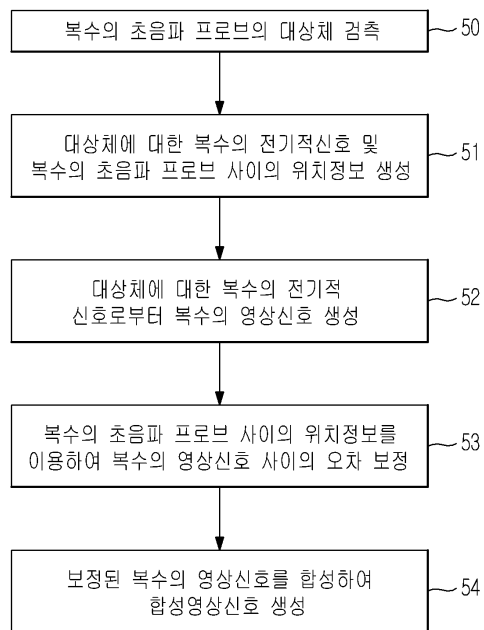 복수의 초음파 프로브의 대상체 검측
50
대상체에 대한 복수의 전기적신호 및
복수의 초음파 프로브 사이의 위치정보 생성
51
대상체에 대한 복수의 전기적
신호로부터 복수의 영상신호 생성
52
복수의 초음파 프로브 사이의 위치정보를
이용하여 복수의 영상신호 사이의 오차 보정
53
보정된 복수의 영상신호를 합성하여
합성영상신호 생성
54